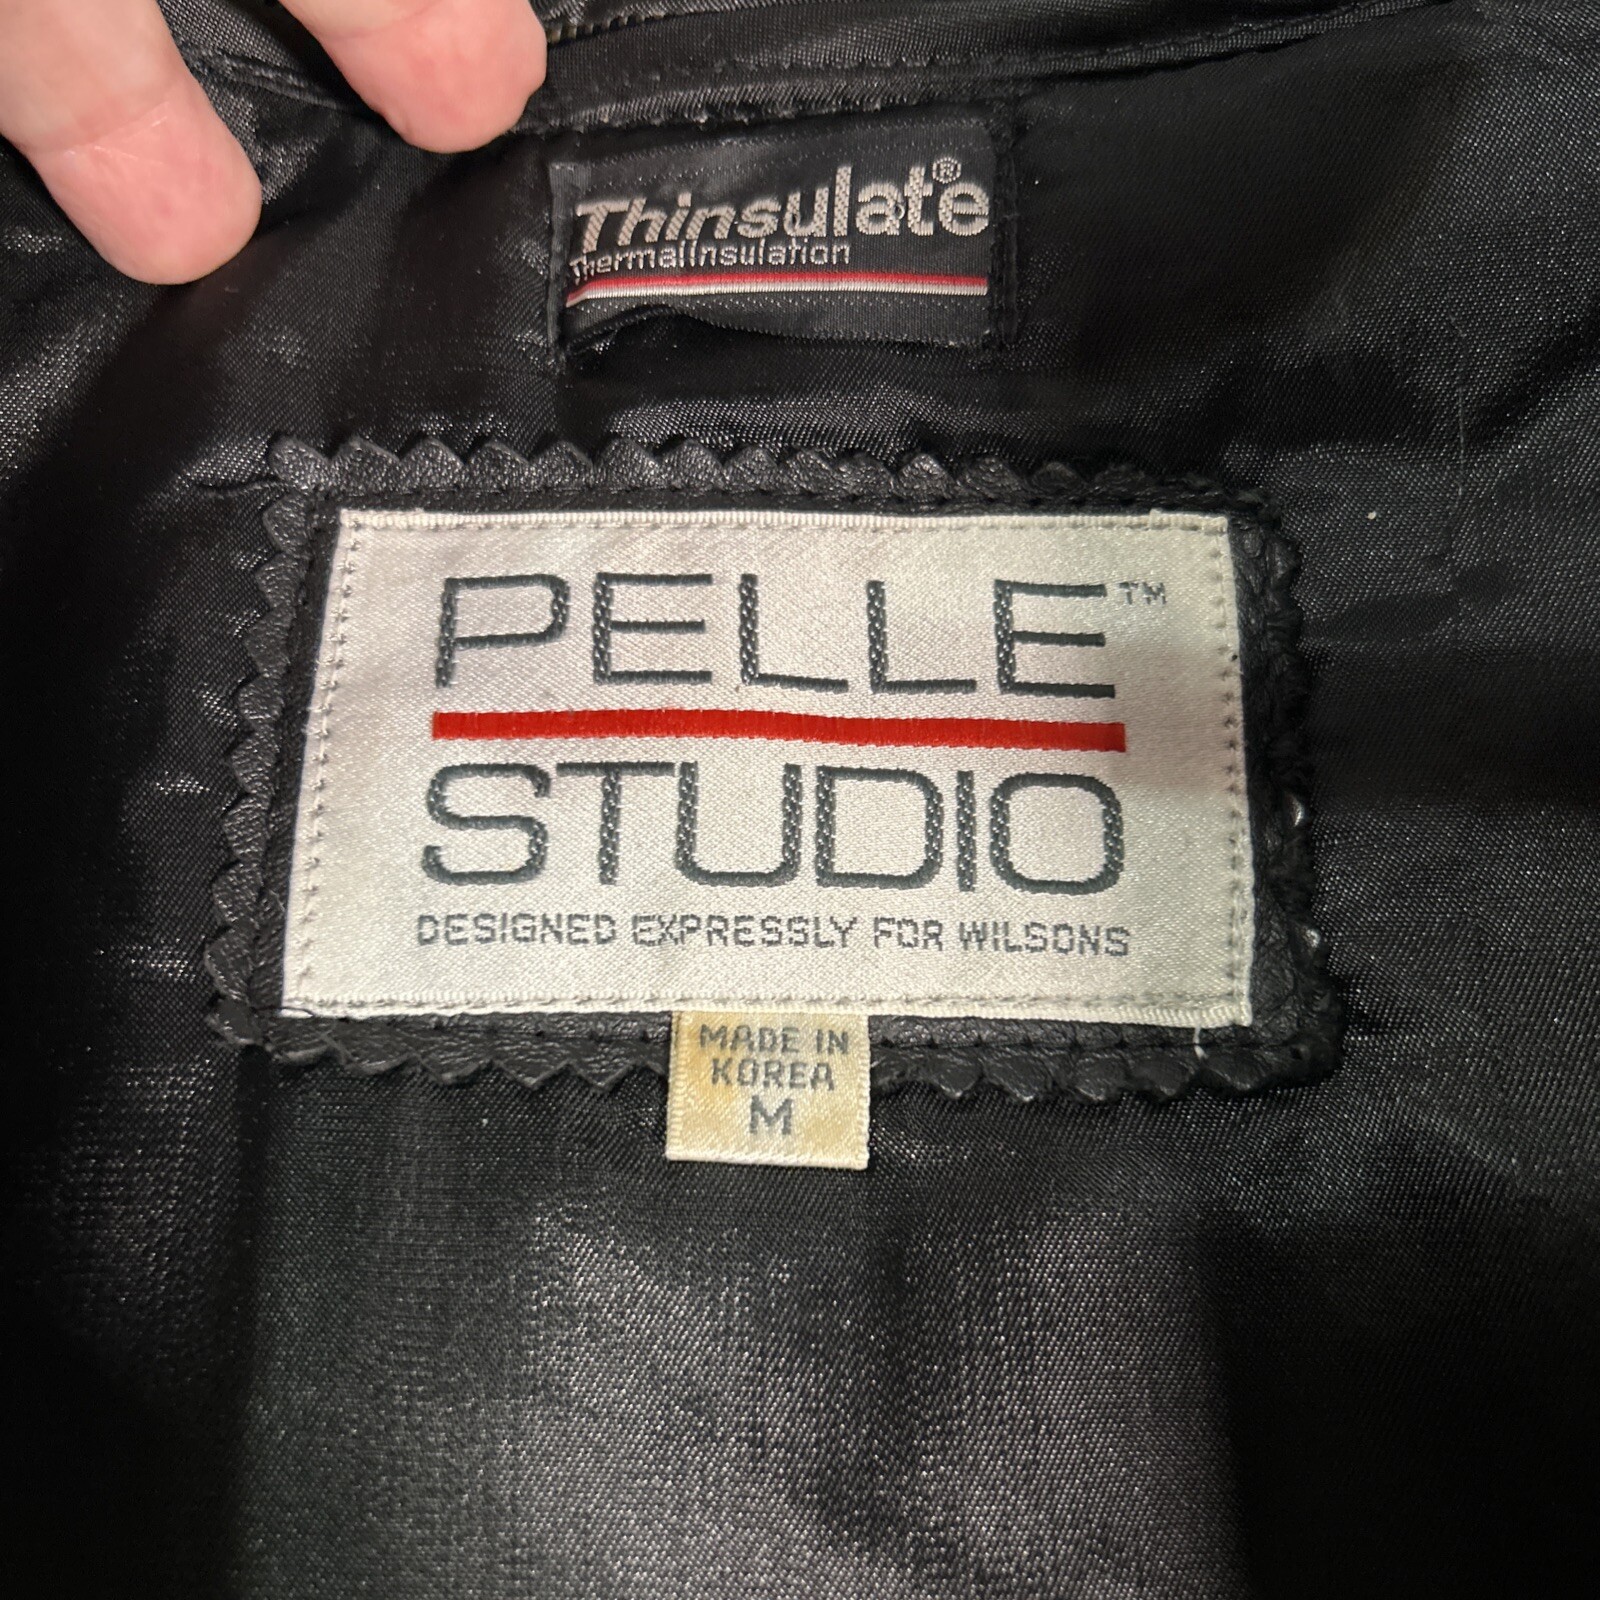 Thinsulate®
Thermal Insulation
PELLE™
STUDIO
DESIGNED EXPRESSLY FOR WILSONS
MADE IN
KOREA
M